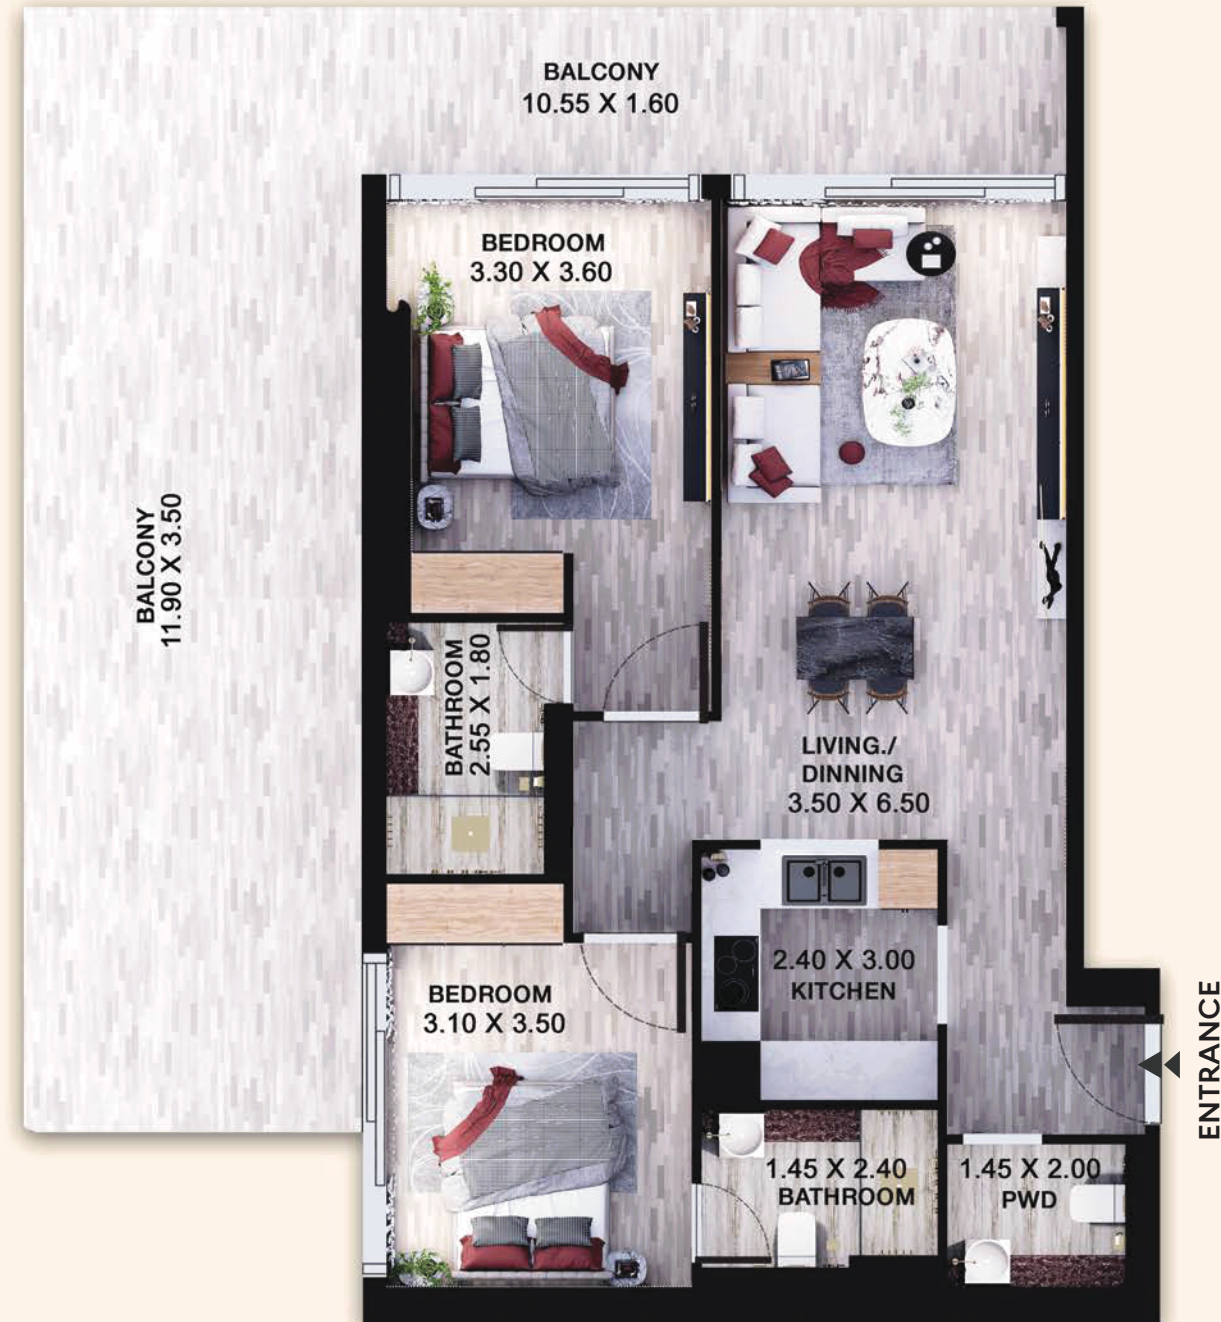 BALCONY
10.55 X 1.60
BEDROOM
3.30 X 3.60
BALCONY
11.90 X 3.50
BATHROOM
2.55 X 1.80
LIVING./
DINNING
3.50 X 6.50
2.40 X 3.00
KITCHEN
BEDROOM
3.10 X 3.50
ENTRANCE
1.45 X 2.40
BATHROOM
1.45 X 2.00
PWD